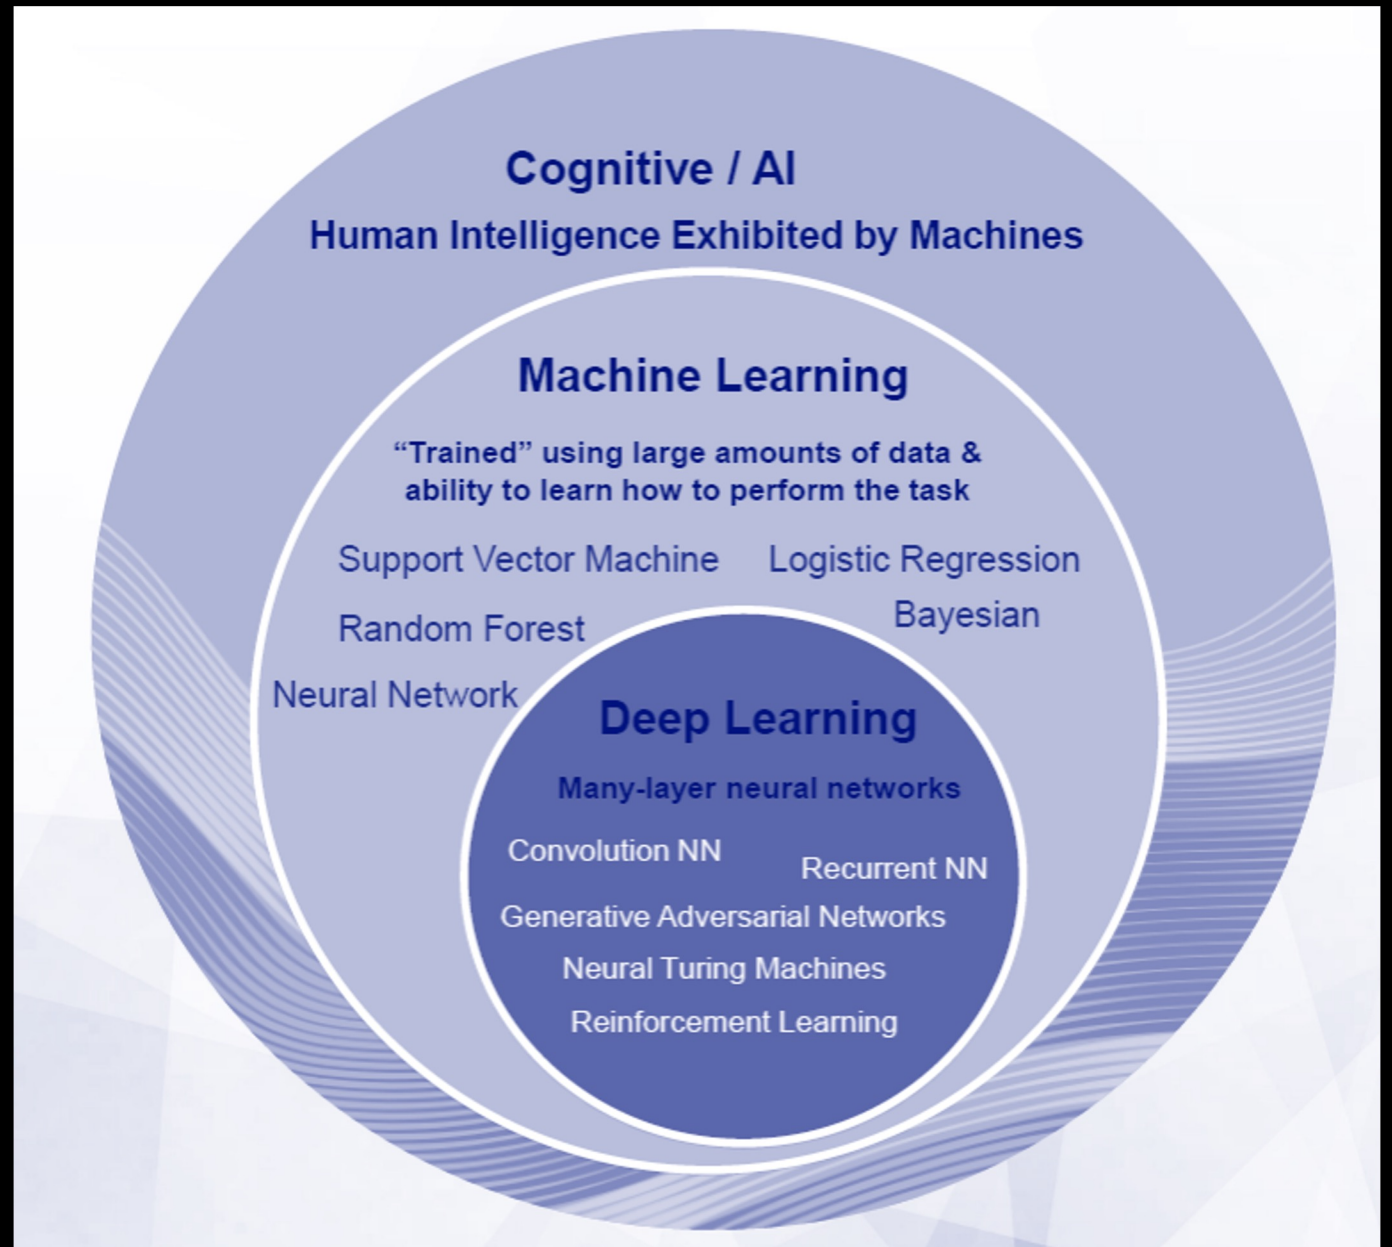 Cognitive / AI
Human Intelligence Exhibited by Machines
Machine Learning
“Trained” using large amounts of data &
ability to learn how to perform the task
Support Vector Machine Logistic Regression
Random Forest Bayesian
Neural Network
Deep Learning
Many-layer neural networks
Convolution NN Recurrent NN
Generative Adversarial Networks
Neural Turing Machines
Reinforcement Learning